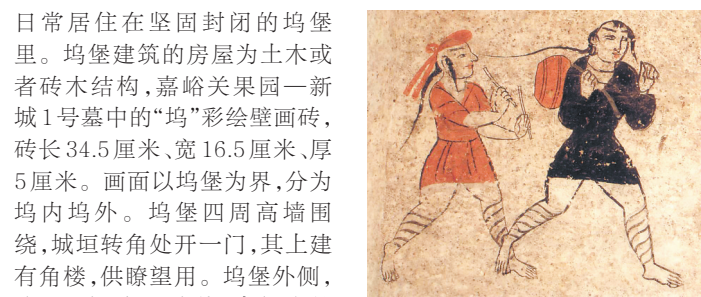 日常居住在坚固封闭的坞堡
里。坞堡建筑的房屋为土木或
者砖木结构，嘉峪关果园—新
城1号墓中的“坞”彩绘壁画砖，
砖长34.5厘米、宽16.5厘米、厚
5厘米。画面以坞堡为界，分为
坞内坞外。坞堡四周高墙围
绕，城垣转角处开一门，其上建
有角楼，供瞭望用。坞堡外侧，